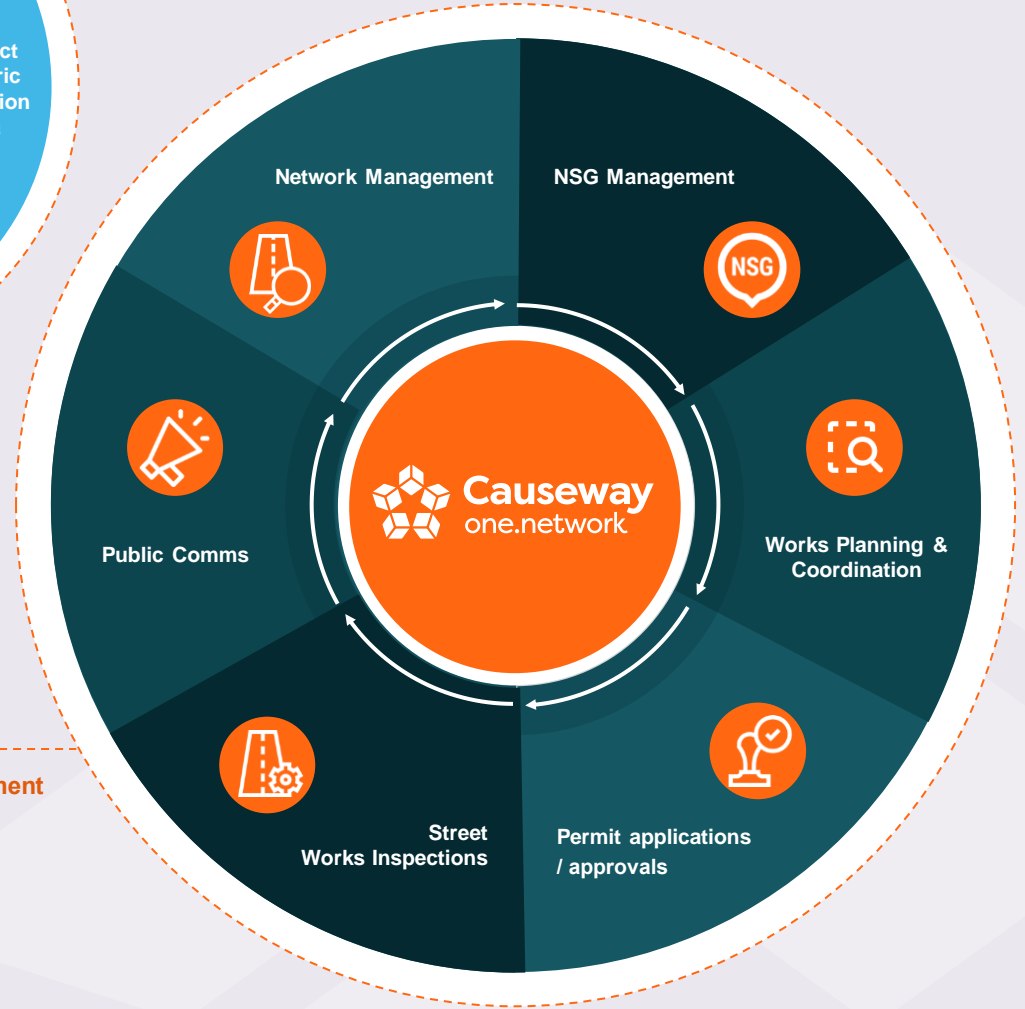 Network Management
NSG Management
NSG
Works Planning &
Coordination
Permit applications
/ approvals
Street
Works Inspections
Public Comms
Causeway
one.network